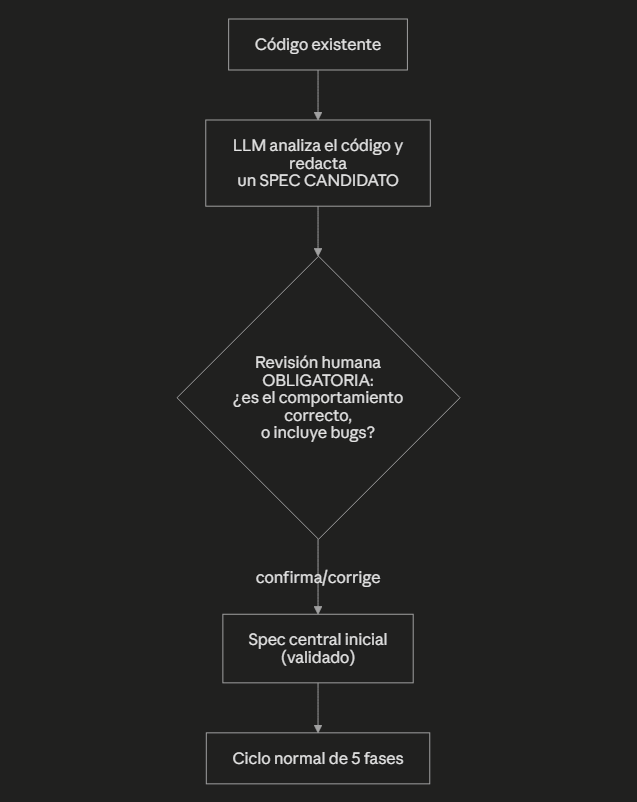 Código existente
LLM analiza el código y
redacta
un SPEC CANDIDATO
Revisión humana
OBLIGATORIA:
¿es el comportamiento
correcto,
o incluye bugs?
confirma/corrige
Spec central inicial
(validado)
Ciclo normal de 5 fases